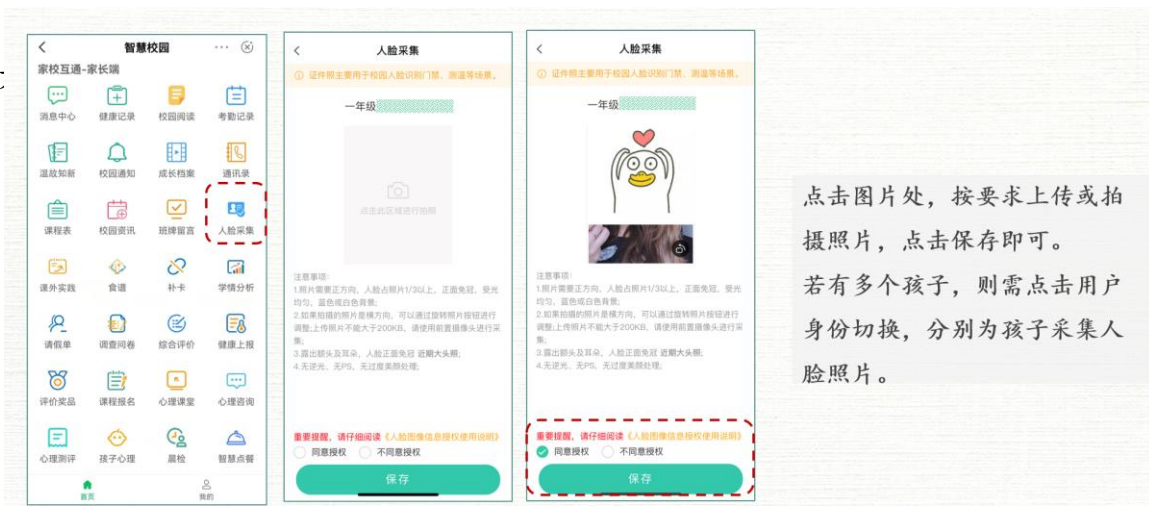 智慧校园
家校互通-家长端
消息中心 健康记录 校园阅读 考勤记录
温故知新 校园通知 成长档案 通讯录
课程表 校园资讯 班牌留言 人脸采集
课外实践 食谱 补卡 学情分析
请假单 调查问卷 综合评价 健康上报
评价奖品 课程报名 心理课堂 心理咨询
心理测评 孩子心理 晨检 智慧点餐
首页 我的
人脸采集
证件照主要用于校园人脸识别门禁、测温等场景。
一年级
点击此区域进行拍照
注意事项:
1.照片需要正方向，人脸占照片1/3以上，正面免冠，受光
均匀，蓝色或白色背景;
2.如果拍摄的照片是横方向，可以通过旋转照片按钮进行
调整;上传照片不能大于200KB，请使用前置摄像头进行采
集;
3.露出额头及耳朵，人脸正面免冠 近期大头照;
4.无逆光、无PS，无过度美颜处理;
重要提醒，请仔细阅读《人脸图像信息授权使用说明》
同意授权 不同意授权
保存
人脸采集
证件照主要用于校园人脸识别门禁、测温等场景。
一年级
注意事项:
1.照片需要正方向，人脸占照片1/3以上，正面免冠，受光
均匀，蓝色或白色背景;
2.如果拍摄的照片是横方向，可以通过旋转照片按钮进行
调整;上传照片不能大于200KB，请使用前置摄像头进行采
集;
3.露出额头及耳朵，人脸正面免冠 近期大头照;
4.无逆光、无PS，无过度美颜处理;
重要提醒，请仔细阅读《人脸图像信息授权使用说明》
同意授权 不同意授权
保存
点击图片处，按要求上传或拍
摄照片，点击保存即可。
若有多个孩子，则需点击用户
身份切换，分别为孩子采集人
脸照片。